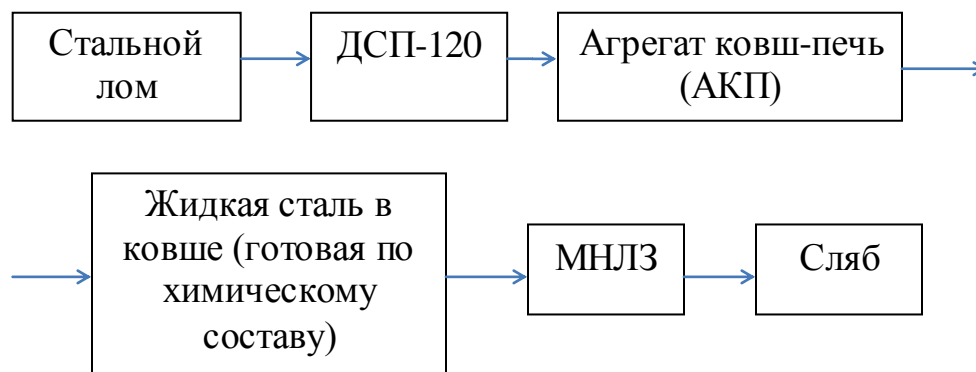 Стальной
лом
ДСП-120
Агрегат ковш-печь
(АКП)
Жидкая сталь в
ковше (готовая по
химическому
составу)
МНЛЗ
Сляб